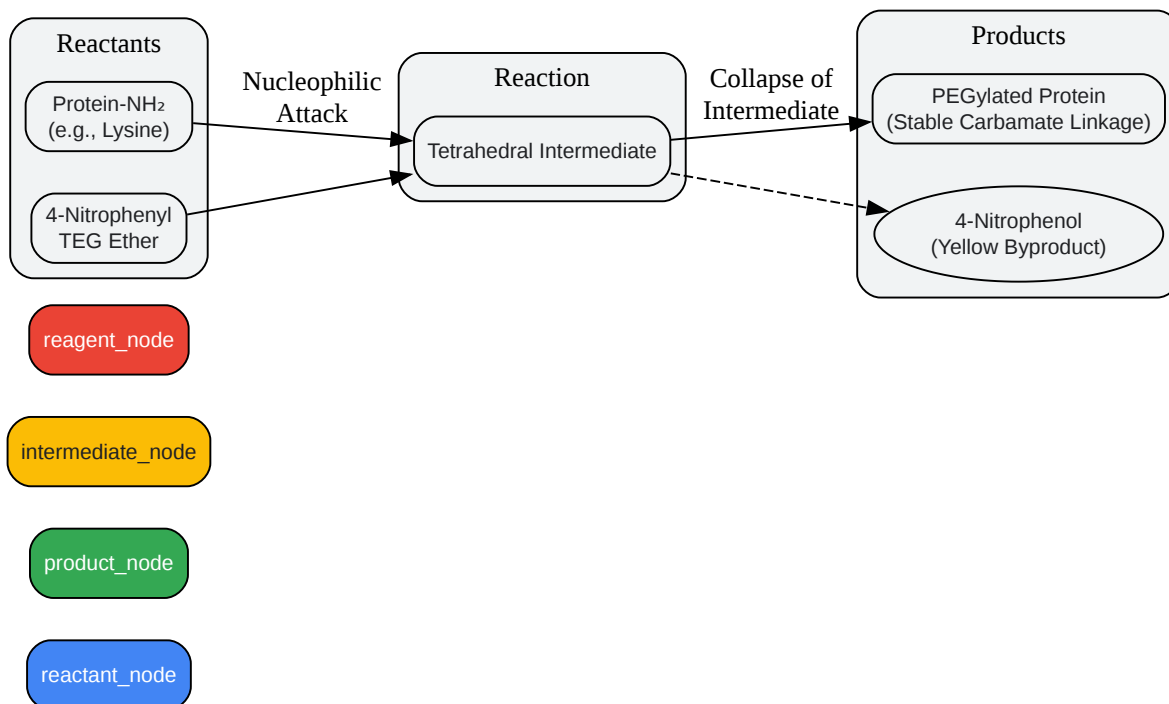 Reactants
Protein-NH₂
(e.g., Lysine)
4-Nitrophenyl
TEG Ether
Nucleophilic
Attack
Reaction
Tetrahedral Intermediate
Collapse of
Intermediate
Products
PEGylated Protein
(Stable Carbamate Linkage)
4-Nitrophenol
(Yellow Byproduct)
reagent_node
intermediate_node
product_node
reactant_node